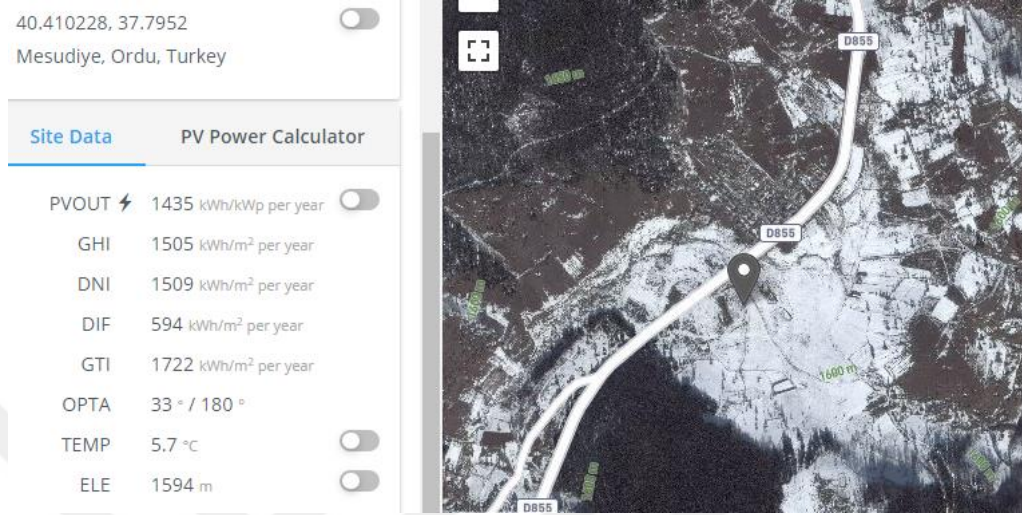 40.410228, 37.7952
Mesudiye, Ordu, Turkey
Site Data PV Power Calculator
PVOUT 1435 kWh/kWp per year
GHI 1505 kWh/m² per year
DNI 1509 kWh/m² per year
DIF 594 kWh/m² per year
GTI 1722 kWh/m² per year
OPTA 33 ° / 180 °
TEMP 5.7 °C
ELE 1594 m
D855
D855
1600 m
D855